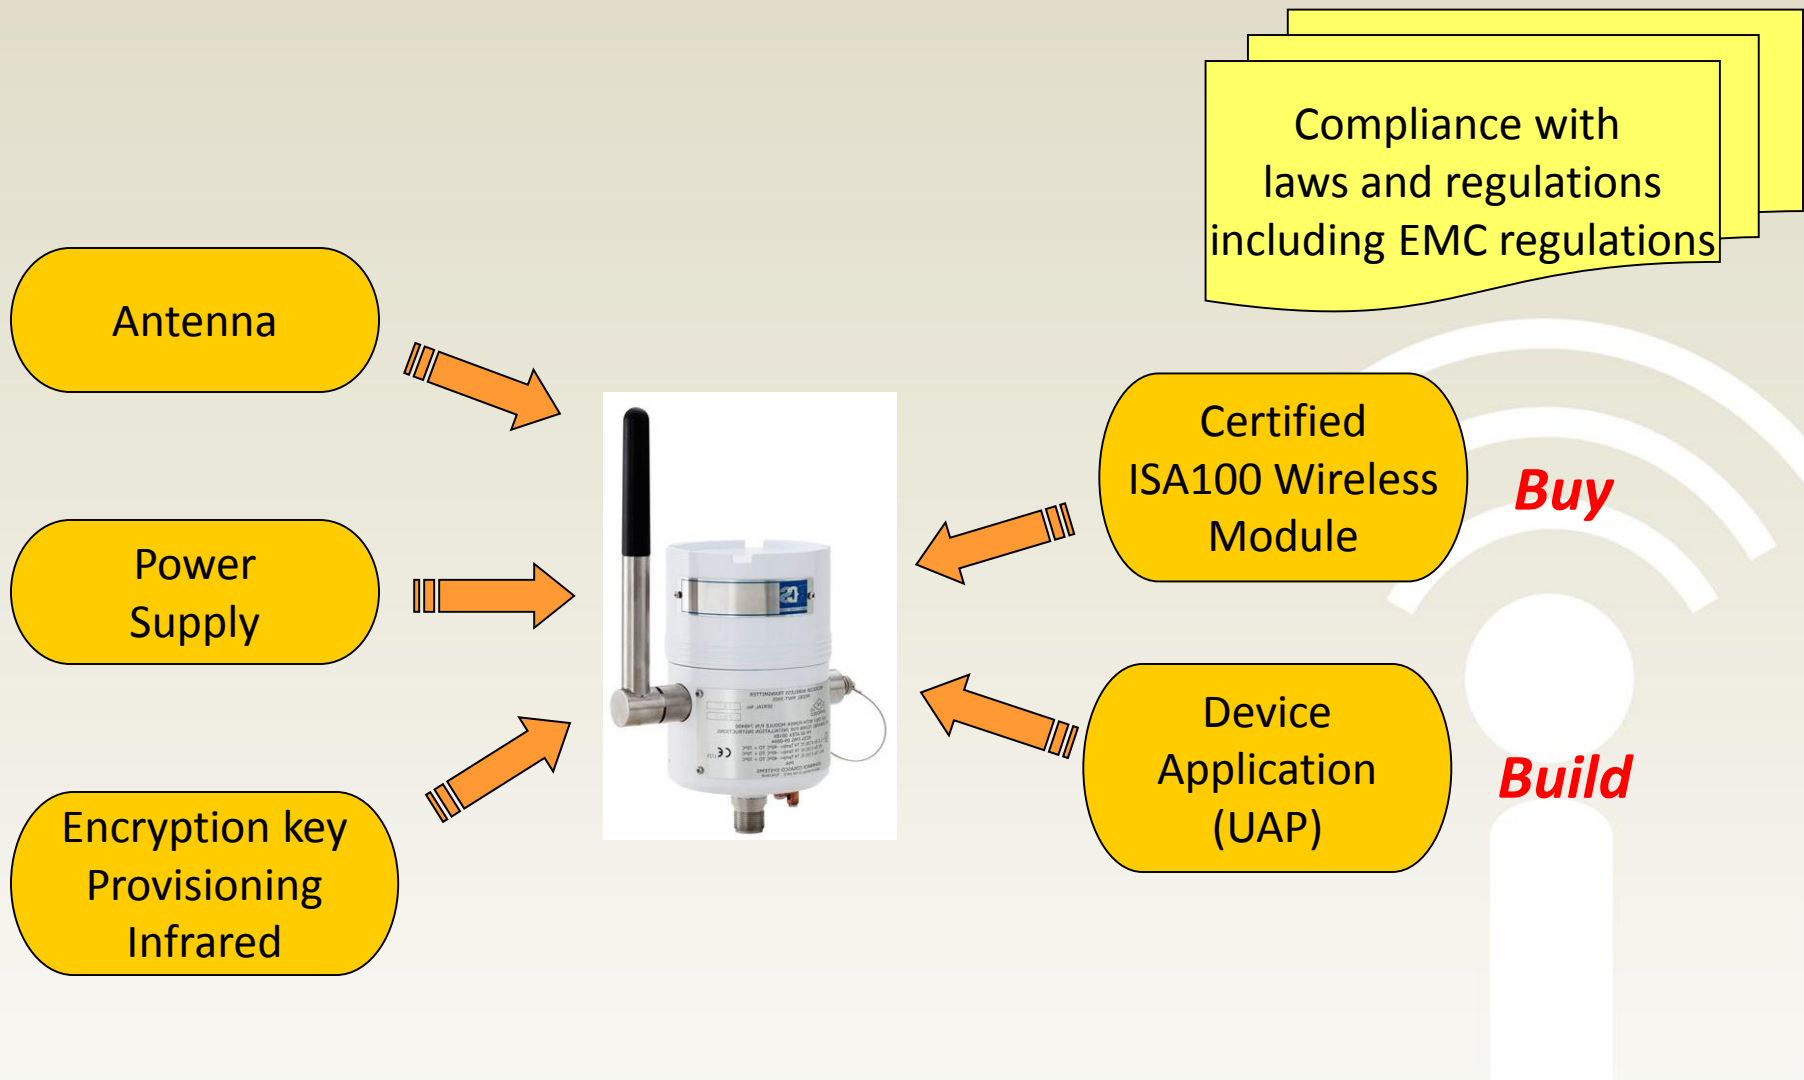 Compliance with
laws and regulations
including EMC regulations
Antenna
Power
Supply
Encryption key
Provisioning
Infrared
Certified
ISA100 Wireless
Module
Buy
Device
Application
(UAP)
Build